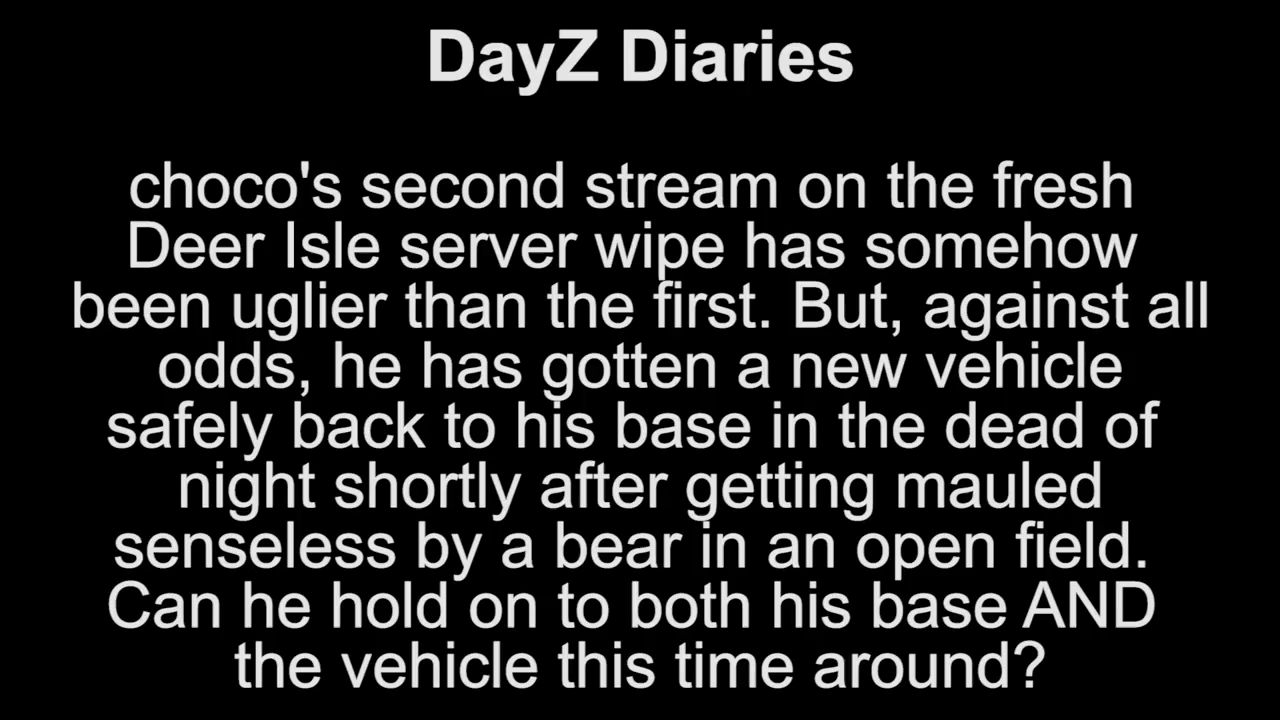 DayZ Diaries
choco's second stream on the fresh
Deer Isle server wipe has somehow
been uglier than the first. But, against all
odds, he has gotten a new vehicle
safely back to his base in the dead of
night shortly after getting mauled
senseless by a bear in an open field.
Can he hold on to both his base AND
the vehicle this time around?